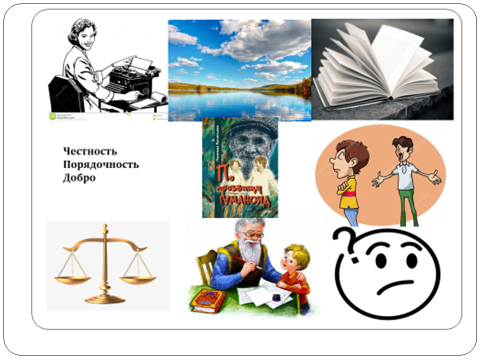 Честность
Порядочность
Добро
По
прозвищу
ГУМАНОИД